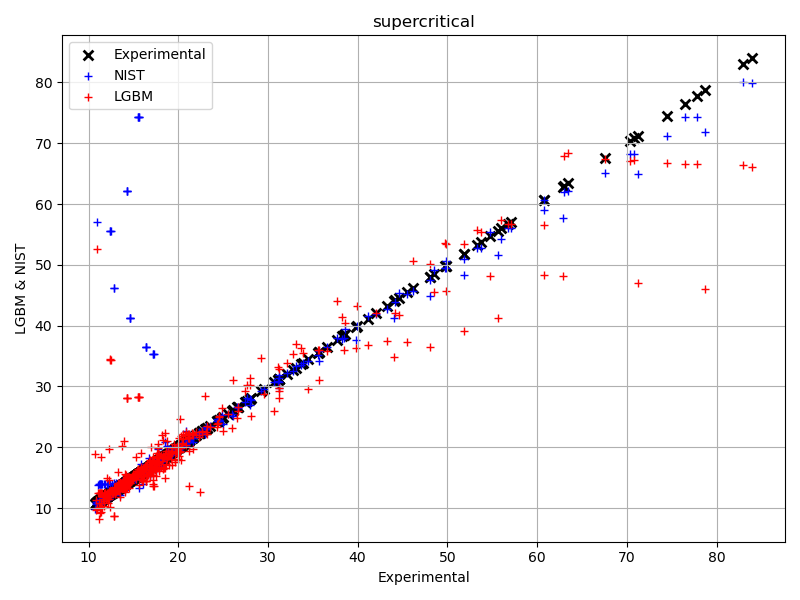 supercritical
Experimental
NIST
LGBM
80
70
60
50
40
30
20
10
LGBM & NIST
10 20 30 40 50 60 70 80
Experimental